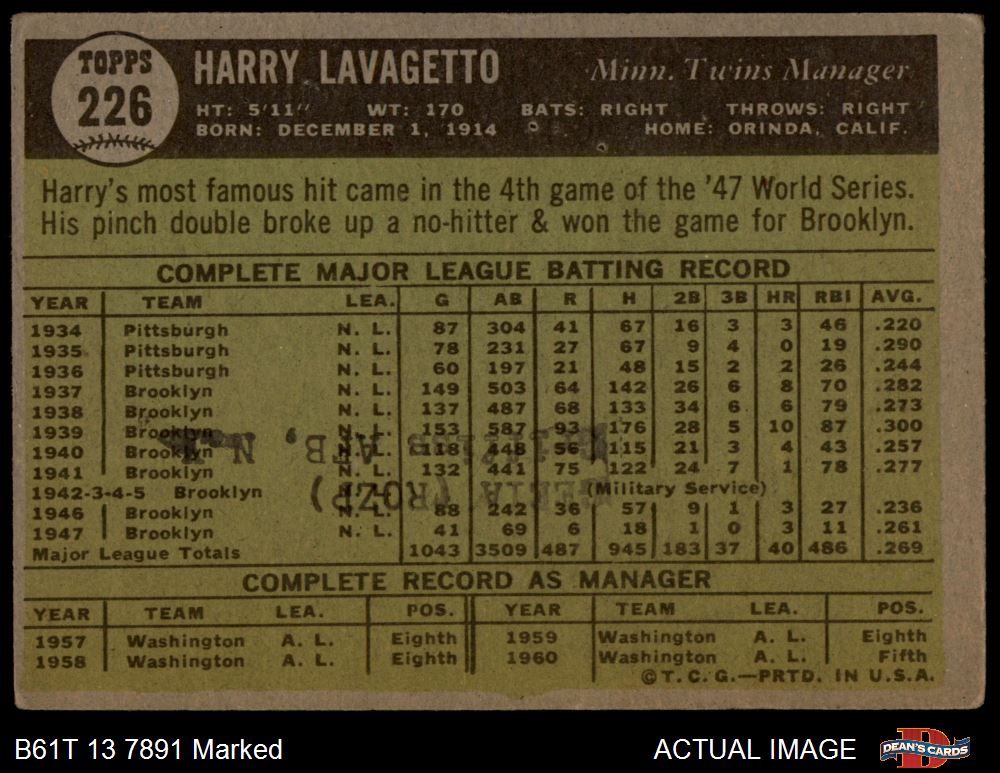 TOPPS
226
HARRY LAVAGETTO Minn. Twins Manager
HT: 5'11" WT: 170 BATS: RIGHT THROWS: RIGHT
BORN: DECEMBER 1, 1914 HOME: ORINDA, CALIF.
Harry's most famous hit came in the 4th game of the '47 World Series.
His pinch double broke up a no-hitter & won the game for Brooklyn.
COMPLETE MAJOR LEAGUE BATTING RECORD
YEAR TEAM LEA. G AB R H 2B 3B HR RBI AVG.
1934 Pittsburgh N. L. 87 304 41 67 16 3 3 46 .220
1935 Pittsburgh N. L. 78 231 27 67 9 4 0 19 .290
1936 Pittsburgh N. L. 60 197 21 48 15 2 2 26 .244
1937 Brooklyn N. L. 149 503 64 142 26 6 8 70 .282
1938 Brooklyn N. L. 137 487 68 133 34 6 6 79 .273
1939 Brooklyn N. L. 153 587 93 176 28 5 10 87 .300
1940 Brooklyn N. L. 118 448 56 115 21 3 4 43 .257
1941 Brooklyn N. L. 132 441 75 122 24 7 1 78 .277
1942-3-4-5 Brooklyn (Military Service)
1946 Brooklyn N. L. 88 242 36 57 9 1 3 27 .236
1947 Brooklyn N. L. 41 69 6 18 1 0 3 11 .261
Major League Totals 1043 3509 487 945 183 37 40 486 .269
COMPLETE RECORD AS MANAGER
YEAR TEAM LEA. POS. YEAR TEAM LEA. POS.
1957 Washington A. L. Eighth 1959 Washington A. L. Eighth
1958 Washington A. L. Eighth 1960 Washington A. L. Fifth
©T. C. G.—PRTD. IN U.S.A.
B61T 13 7891 Marked ACTUAL IMAGE DEAN'S CARDS